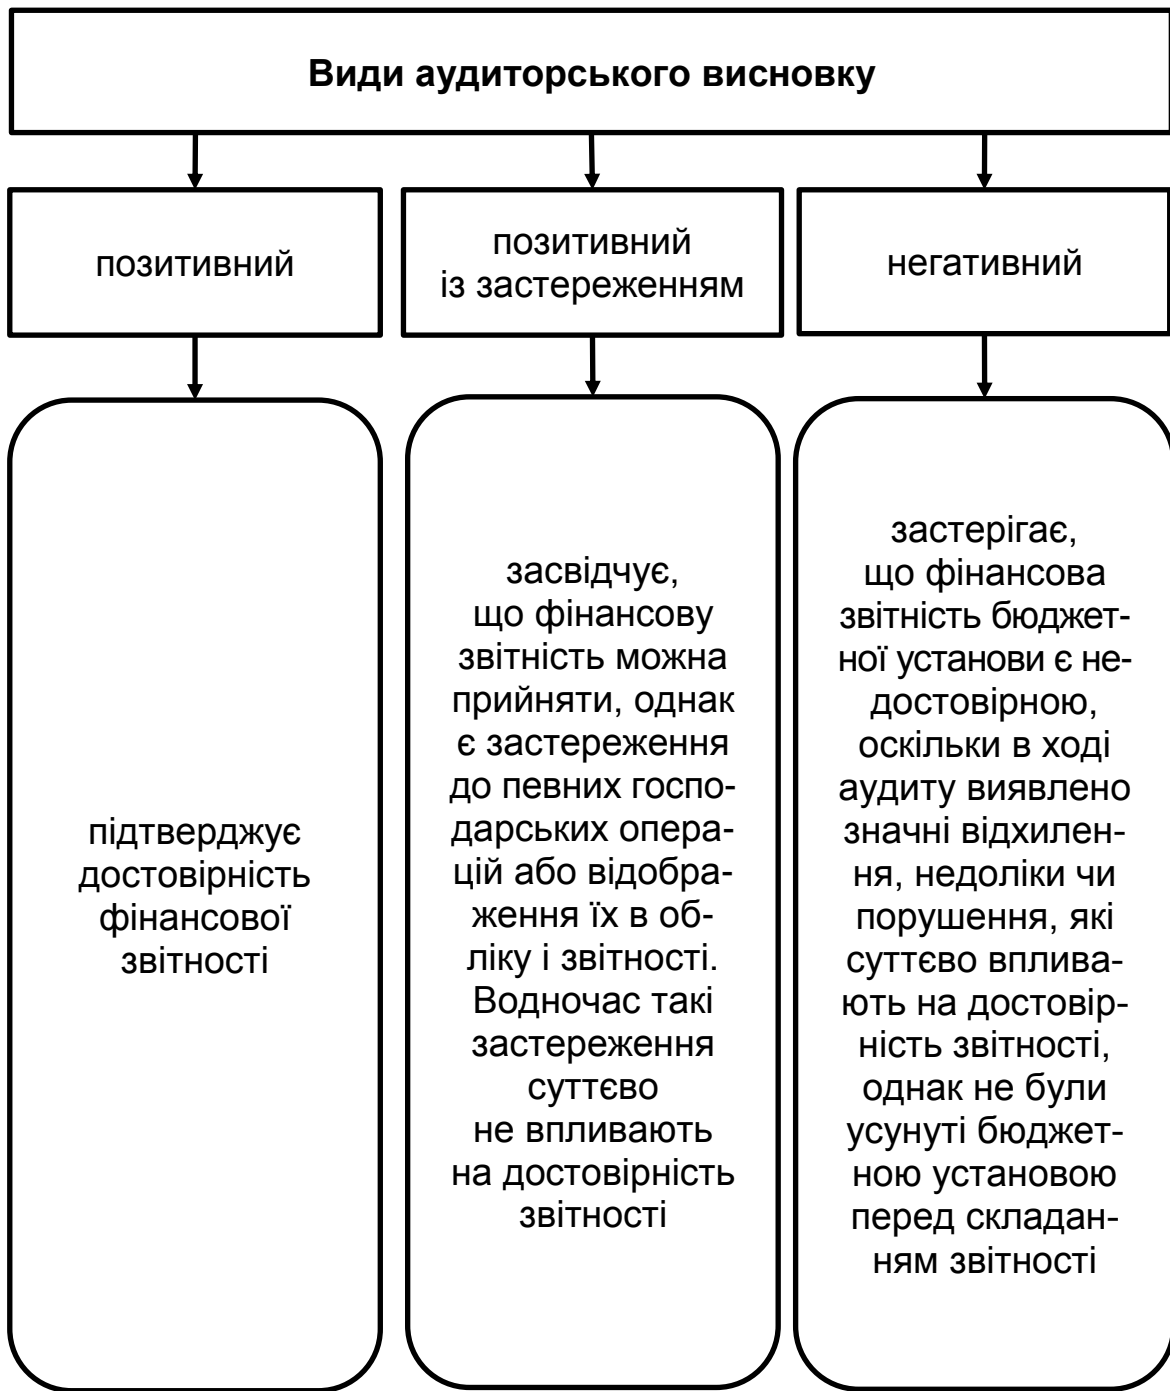 Види аудиторського висновку
позитивний
позитивний
із застереженням
негативний
підтверджує
достовірність
фінансової
звітності
засвідчує,
що фінансову
звітність можна
прийняти, однак
є застереження
до певних госпо-
дарських опера-
цій або відобра-
ження їх в об-
ліку і звітності.
Водночас такі
застереження
суттєво
не впливають
на достовірність
звітності
застерігає,
що фінансова
звітність бюджет-
ної установи є не-
достовірною,
оскільки в ході
аудиту виявлено
значні відхилен-
ня, недоліки чи
порушення, які
суттєво вплива-
ють на достовір-
ність звітності,
однак не були
усунуті бюджет-
ною установою
перед складан-
ням звітності